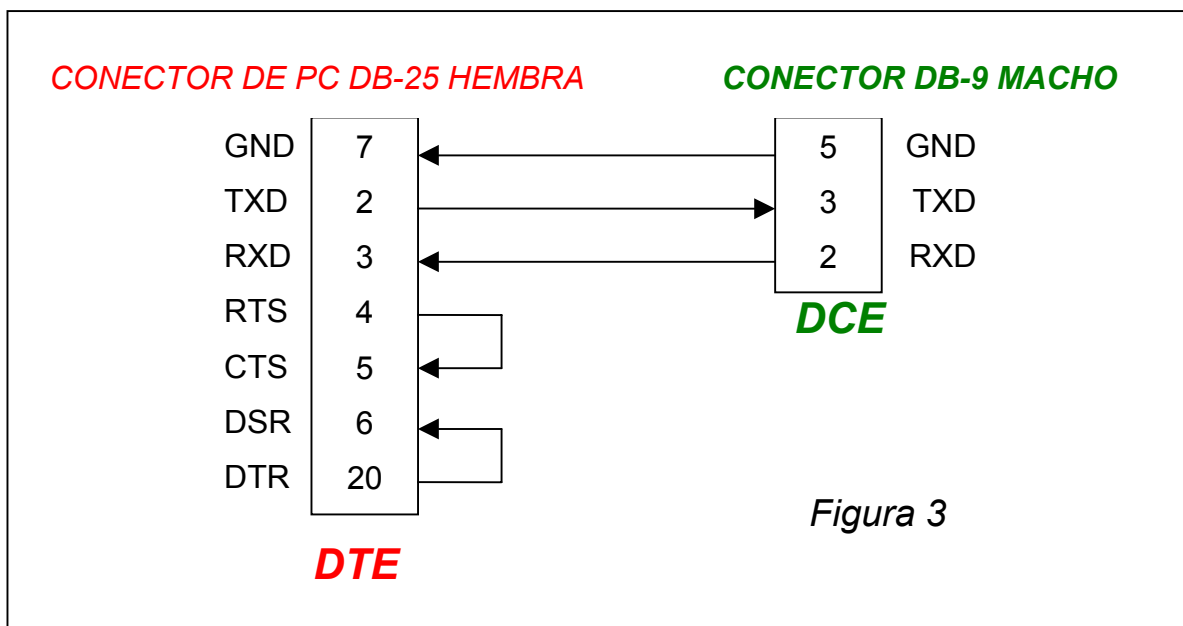 CONECTOR DE PC DB-25 HEMBRA CONECTOR DB-9 MACHO
GND 7 5 GND
TXD 2 3 TXD
RXD 3 2 RXD
RTS 4
DCE
CTS 5
DSR 6
DTR 20
Figura 3
DTE